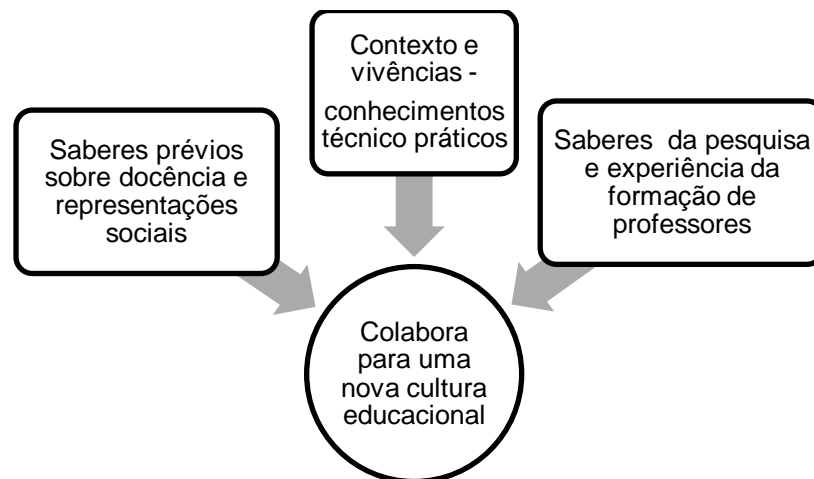 Saberes prévios
sobre docência e
representações
sociais
Contexto e
vivências -
conhecimentos
técnico práticos
Saberes da pesquisa
e experiência da
formação de
professores
Colabora
para uma
nova cultura
educacional